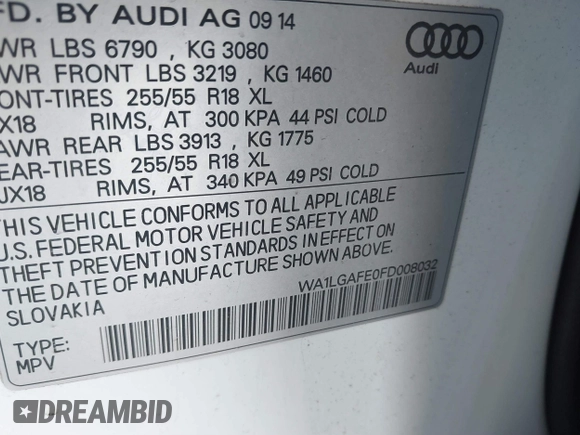 FD. BY AUDI AG 09 14
WR LBS 6790 , KG 3080
WR FRONT LBS 3219 , KG 1460
ONT-TIRES 255/55 R18 XL
X18 RIMS, AT 300 KPA 44 PSI COLD
AWR REAR LBS 3913 , KG 1775
EAR-TIRES 255/55 R18 XL
JX18 RIMS, AT 340 KPA 49 PSI COLD
THIS VEHICLE CONFORMS TO ALL APPLICABLE
U.S. FEDERAL MOTOR VEHICLE SAFETY AND
THEFT PREVENTION STANDARDS IN EFFECT ON
THE DATE OF MANUFACTURE SHOWN ABOVE.
SLOVAKIA
WA1LGAFE0FD008032
TYPE:
MPV
Audi
DREAMBID